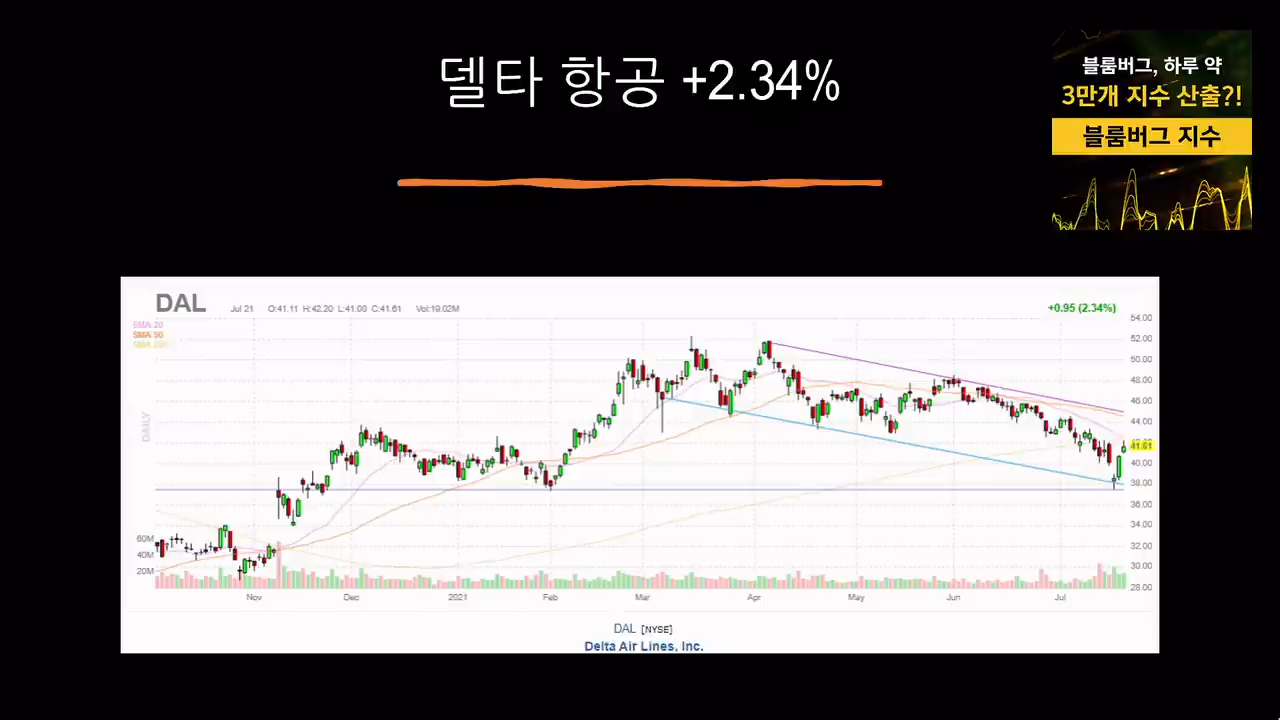 델타 항공 +2.34%
블룸버그, 하루 약
3만개 지수 산출?!
블룸버그 지수
DAL
Jul 21 O:41.11 H:42.20 L:41.00 C:41.61 Vol:19.02M
+0.95 (2.34%)
SMA 20
SMA 50
SMA 200
DAILY
54.00
52.00
50.00
48.00
46.00
44.00
41.61
40.00
38.00
36.00
34.00
32.00
30.00
28.00
60M
40M
20M
Nov Dec 2021 Feb Mar Apr May Jun Jul
DAL [NYSE]
Delta Air Lines, Inc.